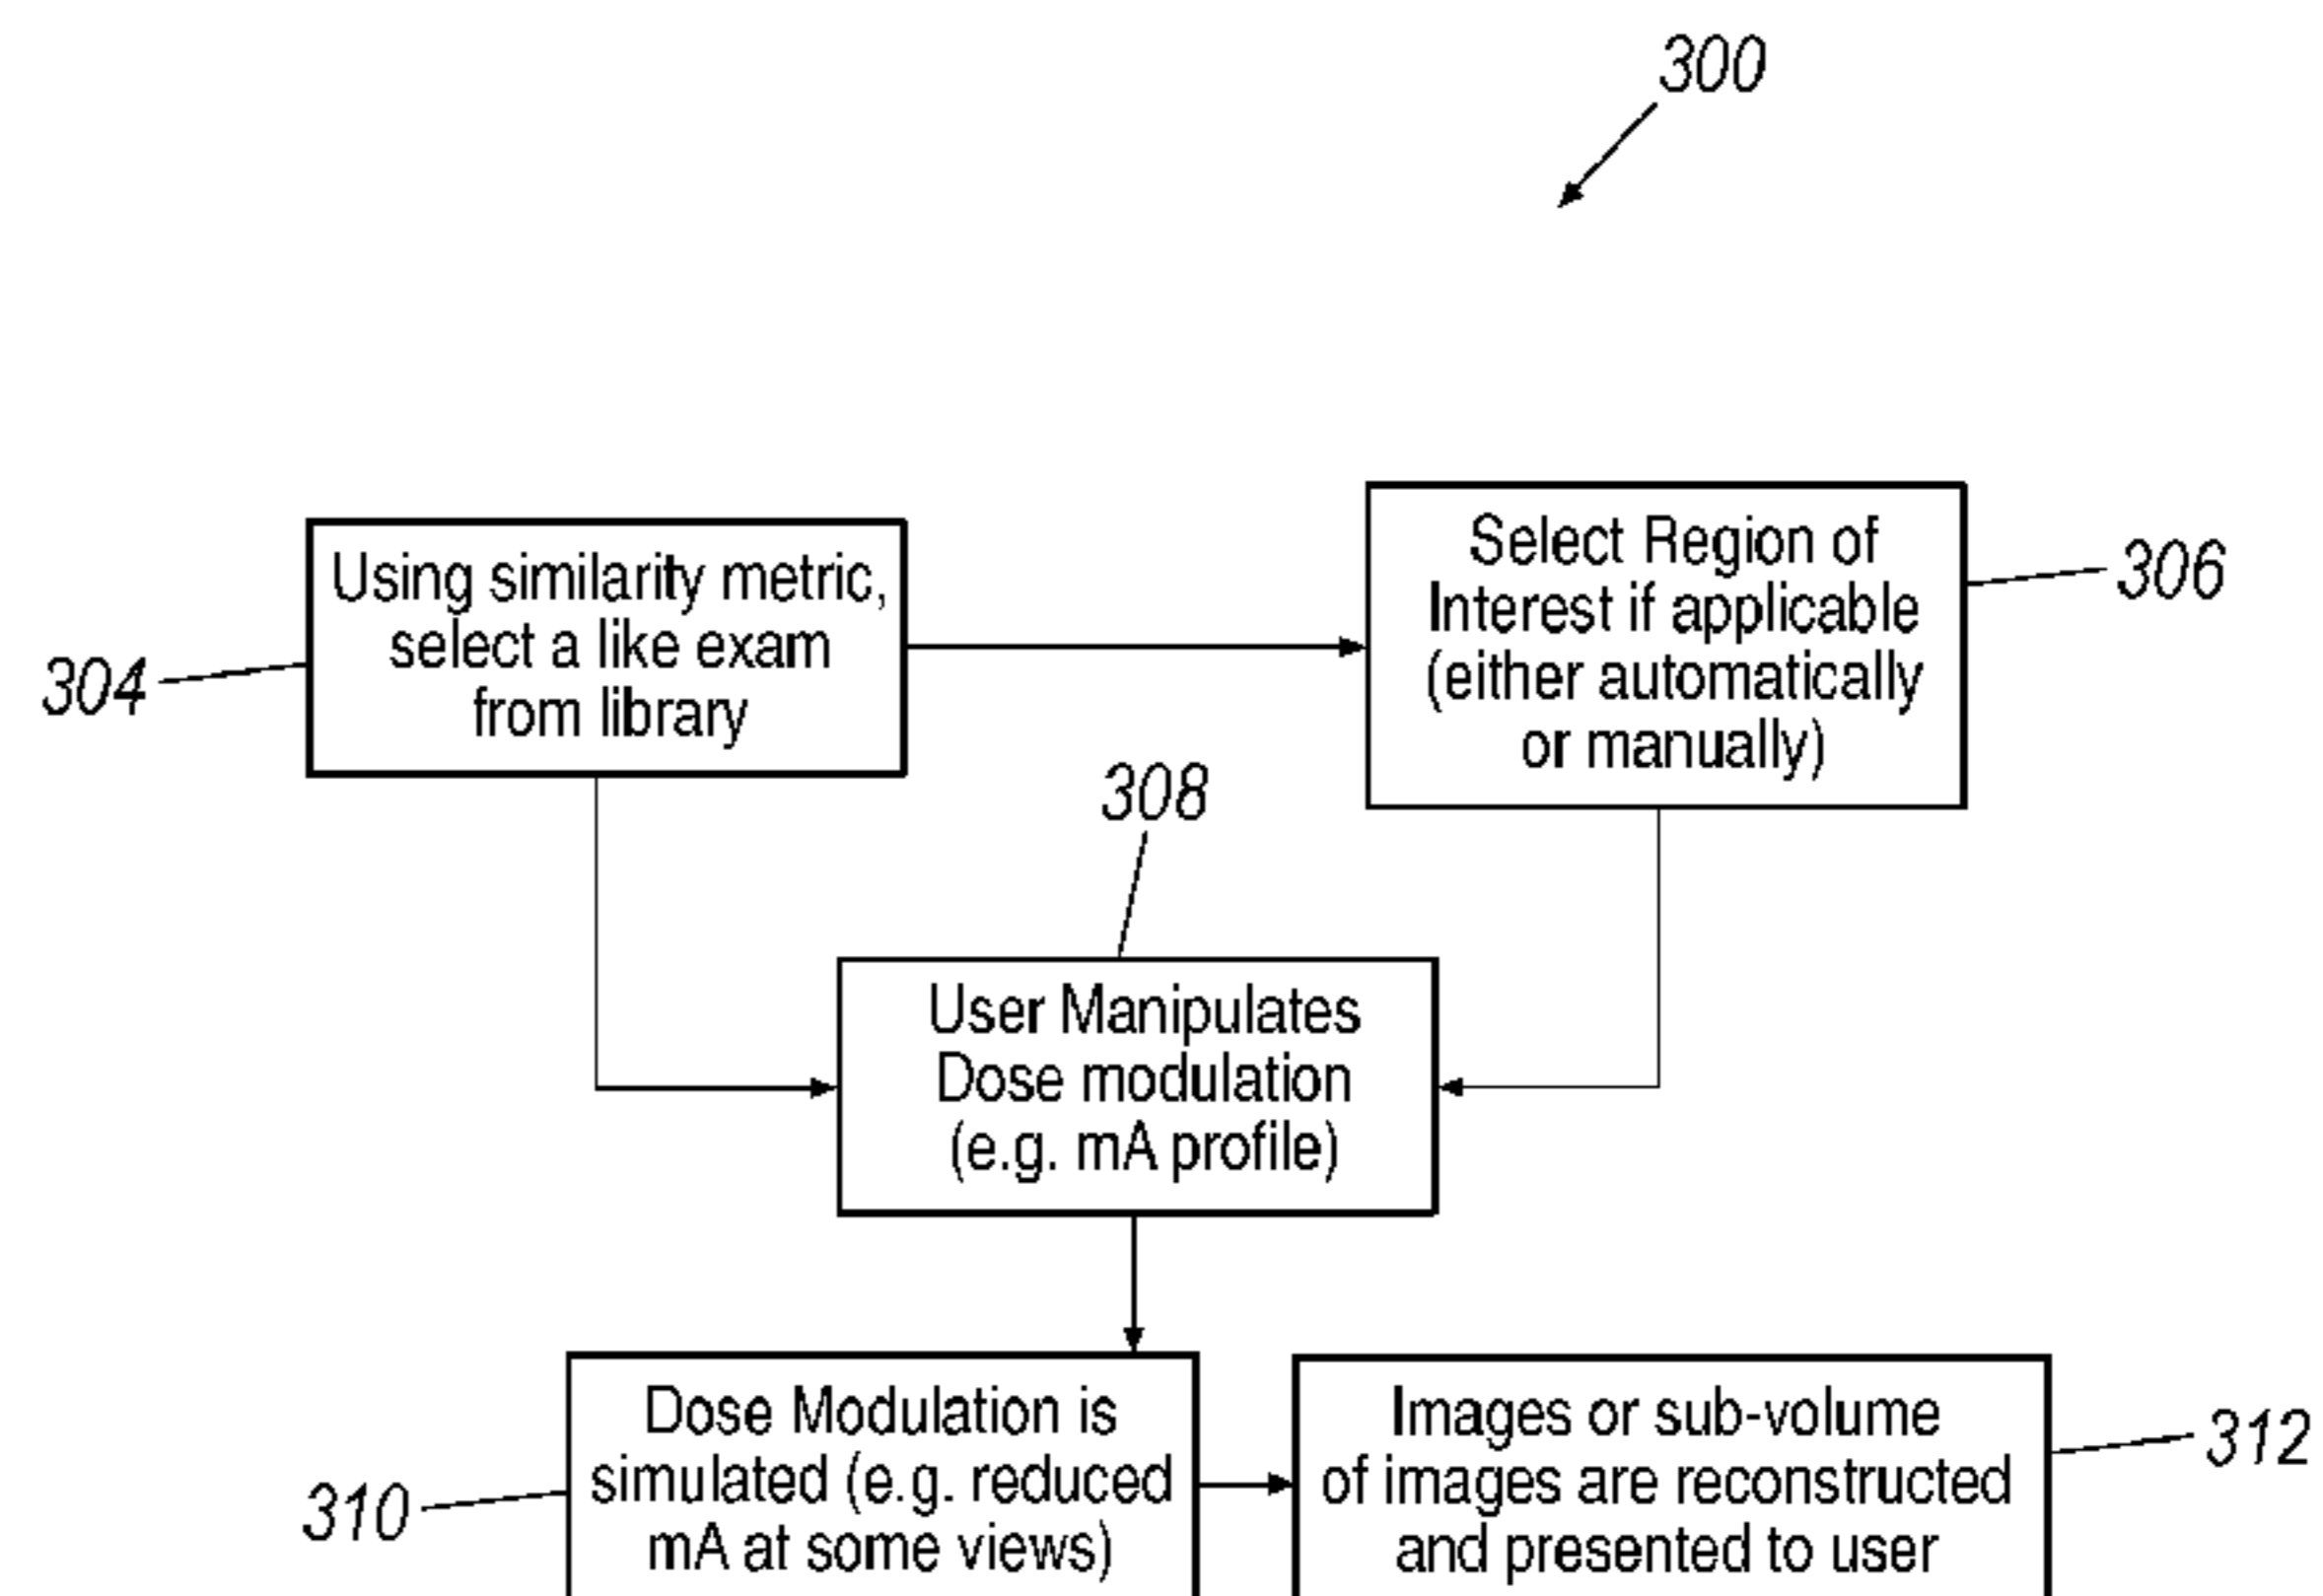 300
Using similarity metric,
select a like exam
from library
304
Select Region of
Interest if applicable
(either automatically
or manually)
306
308
User Manipulates
Dose modulation
(e.g. mA profile)
Dose Modulation is
simulated (e.g. reduced
mA at some views)
310
Images or sub-volume
of images are reconstructed
and presented to user
312